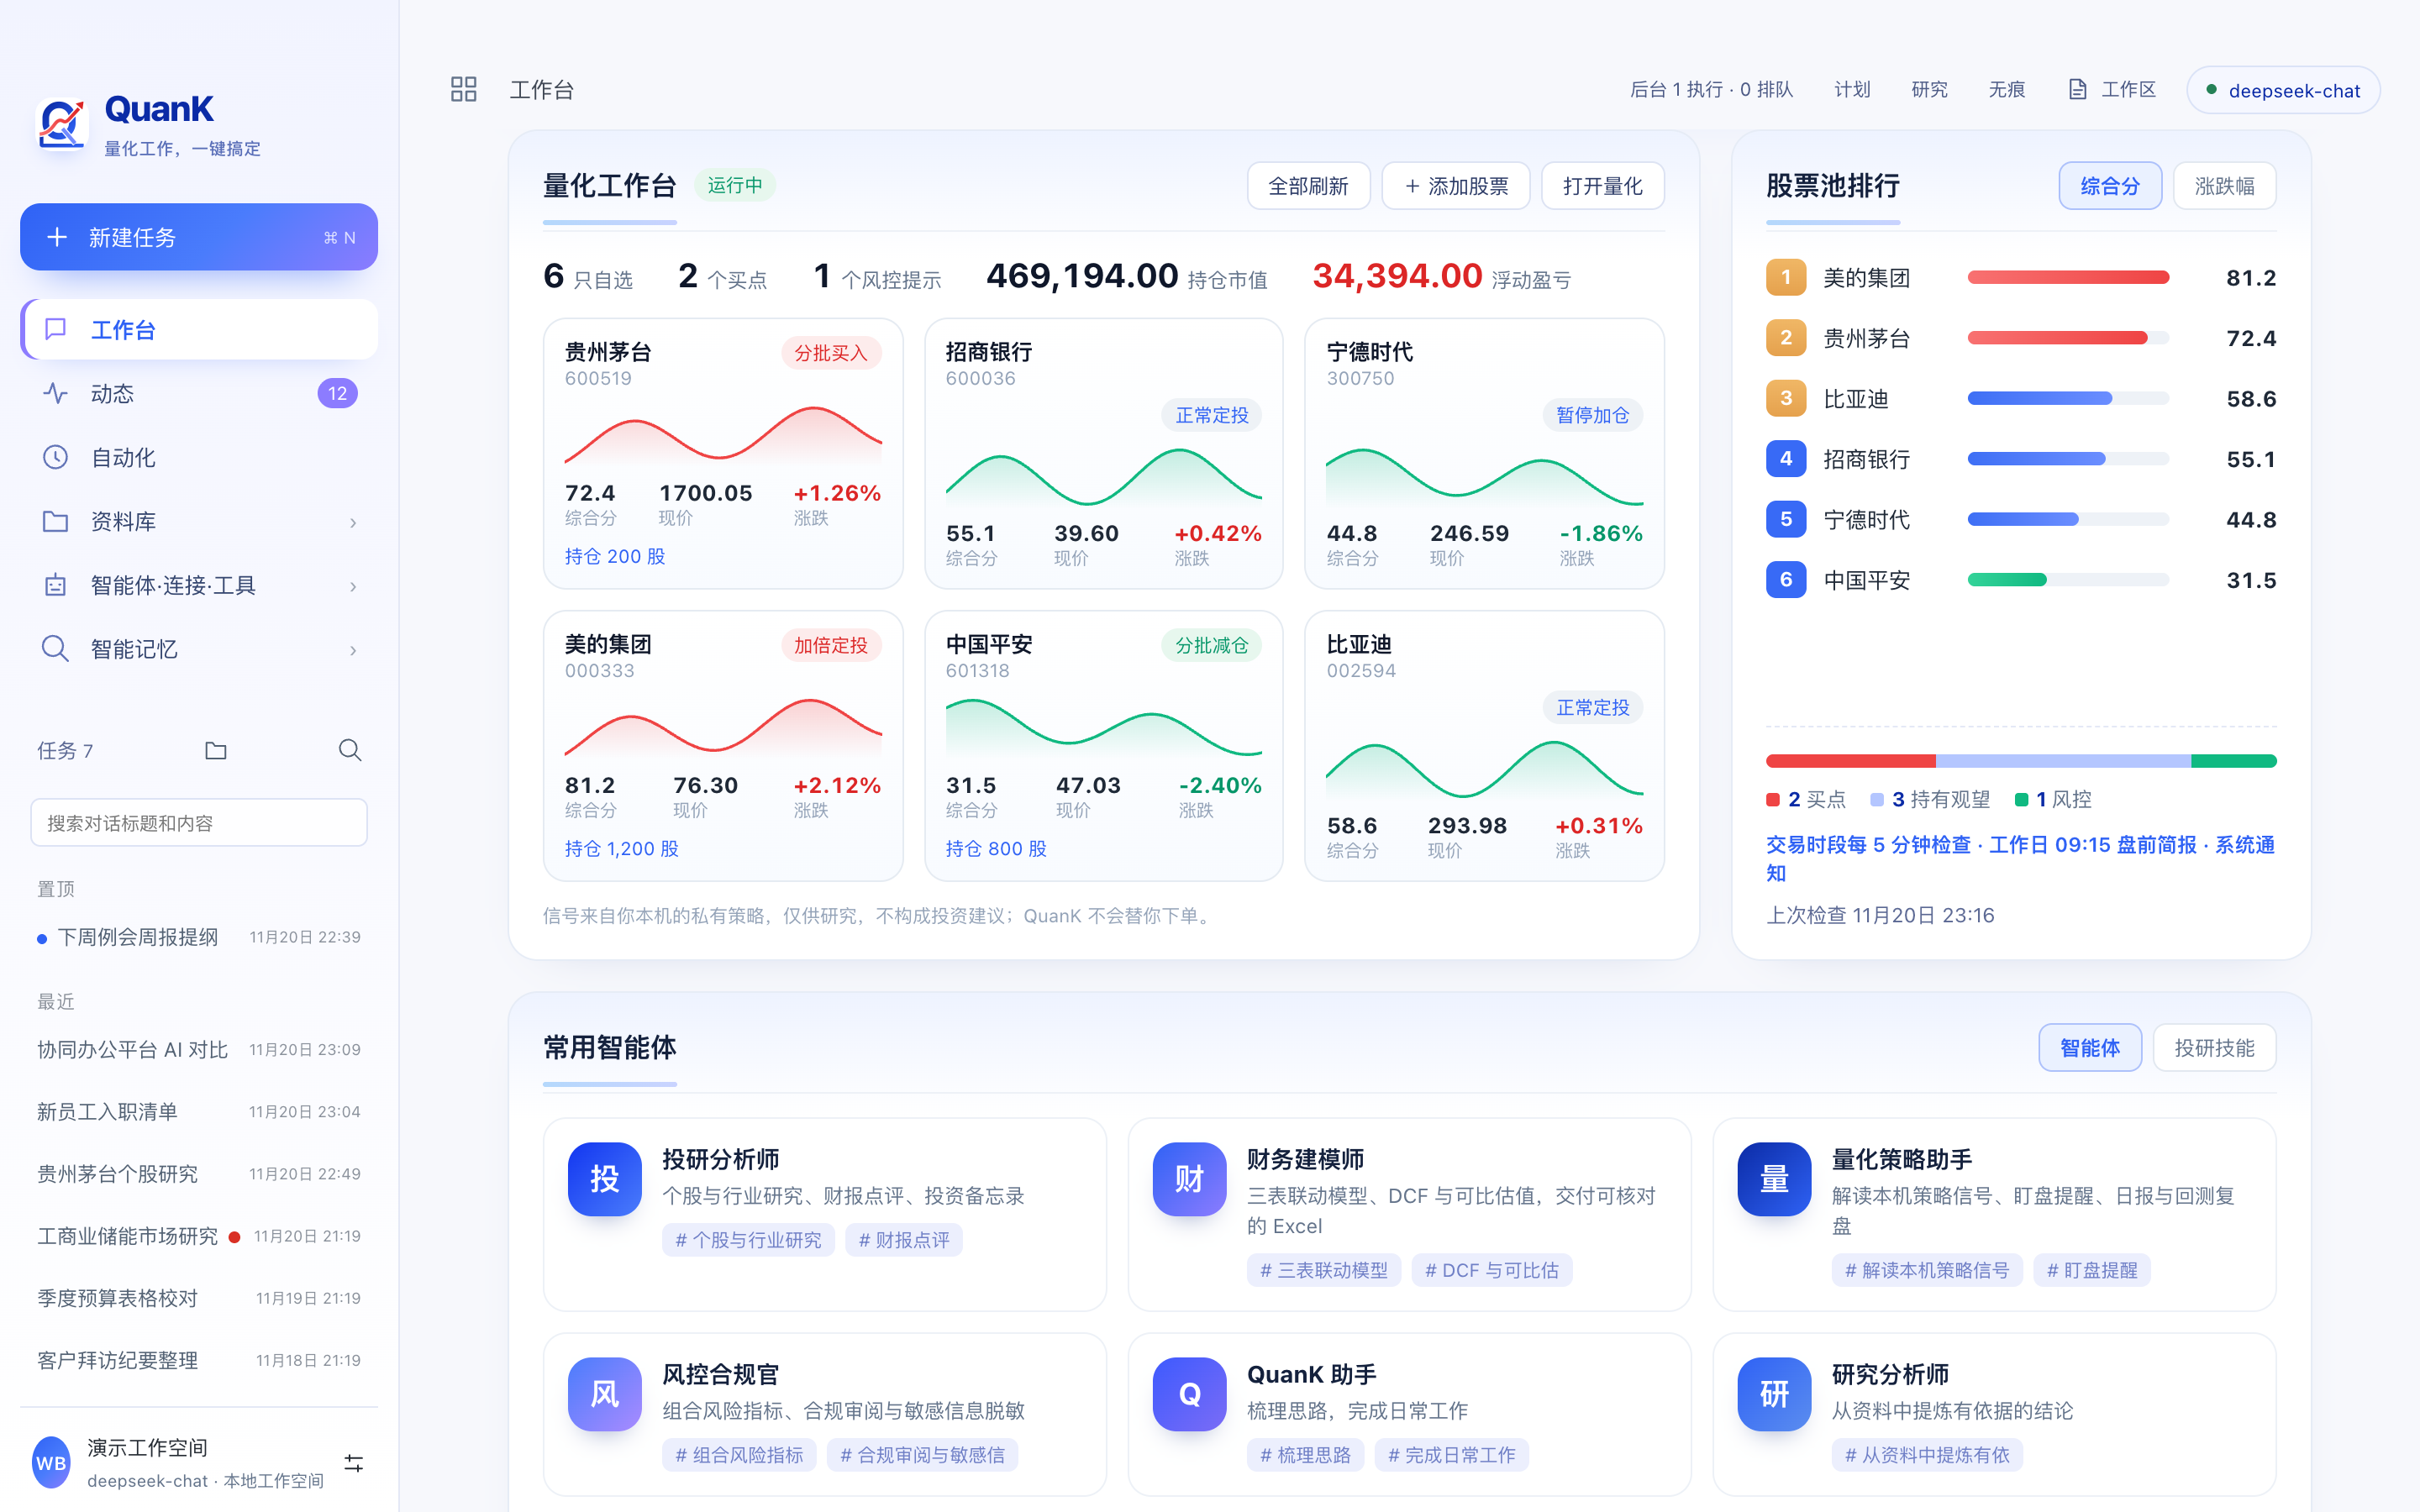 QuanK
量化工作，一键搞定
新建任务 ⌘ N
工作台
动态 12
自动化
资料库 ›
智能体·连接·工具 ›
智能记忆 ›
任务 7
搜索对话标题和内容
置顶
下周例会周报提纲 11月20日 22:39
最近
协同办公平台 AI 对比 11月20日 23:09
新员工入职清单 11月20日 23:04
贵州茅台个股研究 11月20日 22:49
工商业储能市场研究 11月20日 21:19
季度预算表格校对 11月19日 21:19
客户拜访纪要整理 11月18日 21:19
WB
演示工作空间
deepseek-chat · 本地工作空间
工作台
后台 1 执行 · 0 排队 计划 研究 无痕 工作区 deepseek-chat
量化工作台 运行中 全部刷新 + 添加股票 打开量化
6 只自选 2 个买点 1 个风控提示 469,194.00 持仓市值 34,394.00 浮动盈亏
贵州茅台 分批买入
600519
72.4 1700.05 +1.26%
综合分 现价 涨跌
持仓 200 股
招商银行
600036
正常定投
55.1 39.60 +0.42%
综合分 现价 涨跌
宁德时代
300750
暂停加仓
44.8 246.59 -1.86%
综合分 现价 涨跌
美的集团 加倍定投
000333
81.2 76.30 +2.12%
综合分 现价 涨跌
持仓 1,200 股
中国平安 分批减仓
601318
31.5 47.03 -2.40%
综合分 现价 涨跌
持仓 800 股
比亚迪
002594
正常定投
58.6 293.98 +0.31%
综合分 现价 涨跌
信号来自你本机的私有策略，仅供研究，不构成投资建议；QuanK 不会替你下单。
股票池排行 综合分 涨跌幅
1 美的集团 81.2
2 贵州茅台 72.4
3 比亚迪 58.6
4 招商银行 55.1
5 宁德时代 44.8
6 中国平安 31.5
2 买点 3 持有观望 1 风控
交易时段每 5 分钟检查 · 工作日 09:15 盘前简报 · 系统通
知
上次检查 11月20日 23:16
常用智能体 智能体 投研技能
投
投研分析师
个股与行业研究、财报点评、投资备忘录
# 个股与行业研究 # 财报点评
财
财务建模师
三表联动模型、DCF 与可比估值，交付可核对
的 Excel
# 三表联动模型 # DCF 与可比估
量
量化策略助手
解读本机策略信号、盯盘提醒、日报与回测复
盘
# 解读本机策略信号 # 盯盘提醒
风
风控合规官
组合风险指标、合规审阅与敏感信息脱敏
# 组合风险指标 # 合规审阅与敏感信
Q
QuanK 助手
梳理思路，完成日常工作
# 梳理思路 # 完成日常工作
研
研究分析师
从资料中提炼有依据的结论
# 从资料中提炼有依